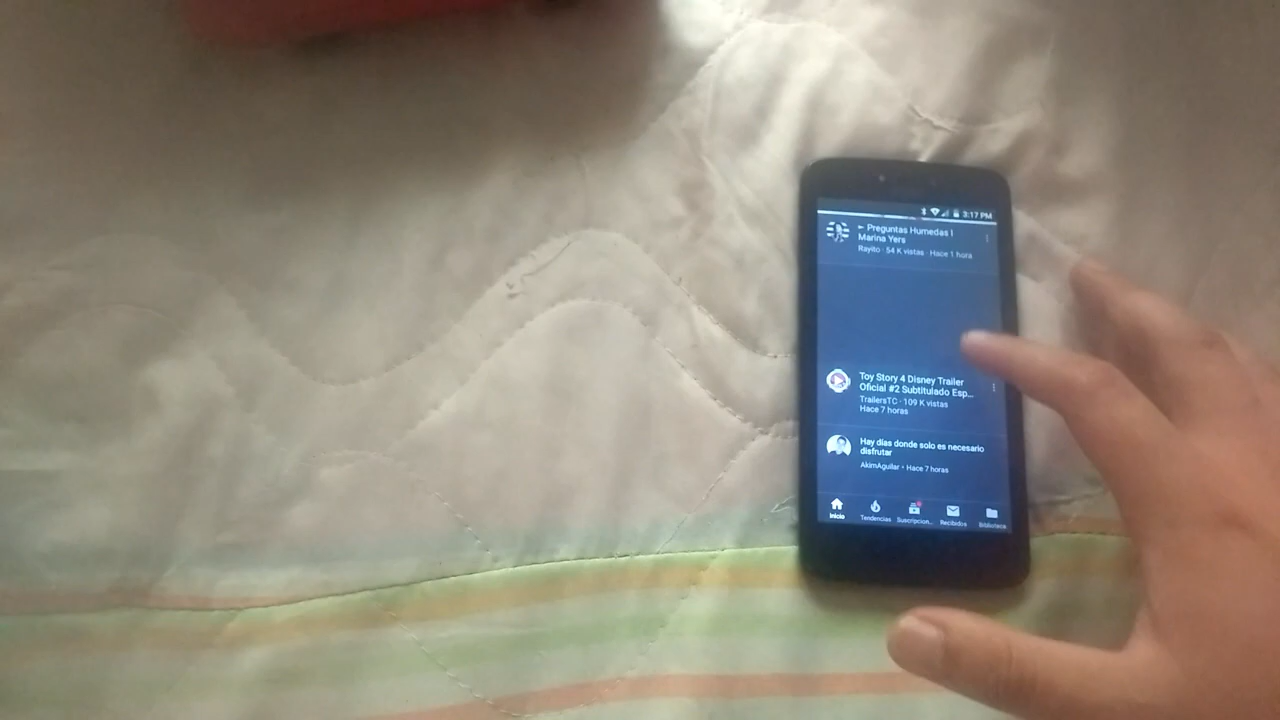 3:17 PM
► Preguntas Humedas |
Marina Yers
Rayito · 54 K vistas · Hace 1 hora
Toy Story 4 Disney Trailer
Oficial #2 Subtitulado Esp...
TrailersTC · 109 K vistas
Hace 7 horas
Hay días donde solo es necesario
disfrutar
AkimAguilar • Hace 7 horas
Inicio
Tendencias
Suscripcion...
Recibidos
Biblioteca